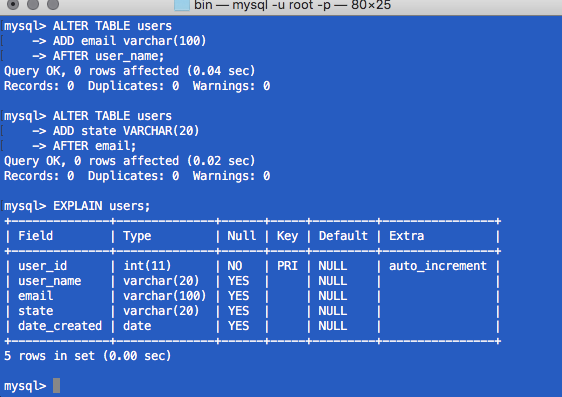 bin — mysql -u root -p — 80×25
mysql> ALTER TABLE users
    -> ADD email varchar(100)
    -> AFTER user_name;
Query OK, 0 rows affected (0.04 sec)
Records: 0  Duplicates: 0  Warnings: 0

mysql> ALTER TABLE users
    -> ADD state VARCHAR(20)
    -> AFTER email;
Query OK, 0 rows affected (0.02 sec)
Records: 0  Duplicates: 0  Warnings: 0

mysql> EXPLAIN users;
+--------------+--------------+------+-----+---------+----------------+
| Field        | Type         | Null | Key | Default | Extra          |
+--------------+--------------+------+-----+---------+----------------+
| user_id      | int(11)      | NO   | PRI | NULL    | auto_increment |
| user_name    | varchar(20)  | YES  |     | NULL    |                |
| email        | varchar(100) | YES  |     | NULL    |                |
| state        | varchar(20)  | YES  |     | NULL    |                |
| date_created | date         | YES  |     | NULL    |                |
+--------------+--------------+------+-----+---------+----------------+
5 rows in set (0.00 sec)

mysql>